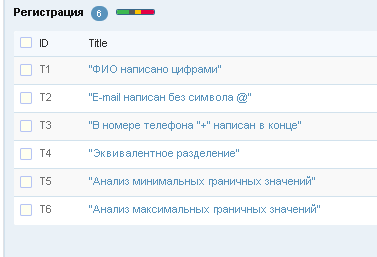 Регистрация 6
ID Title
T1 "ФИО написано цифрами"
T2 "E-mail написан без символа @"
T3 "В номере телефона "+" написан в конце"
T4 "Эквивалентное разделение"
T5 "Анализ минимальных граничных значений"
T6 "Анализ максимальных граничных значений"